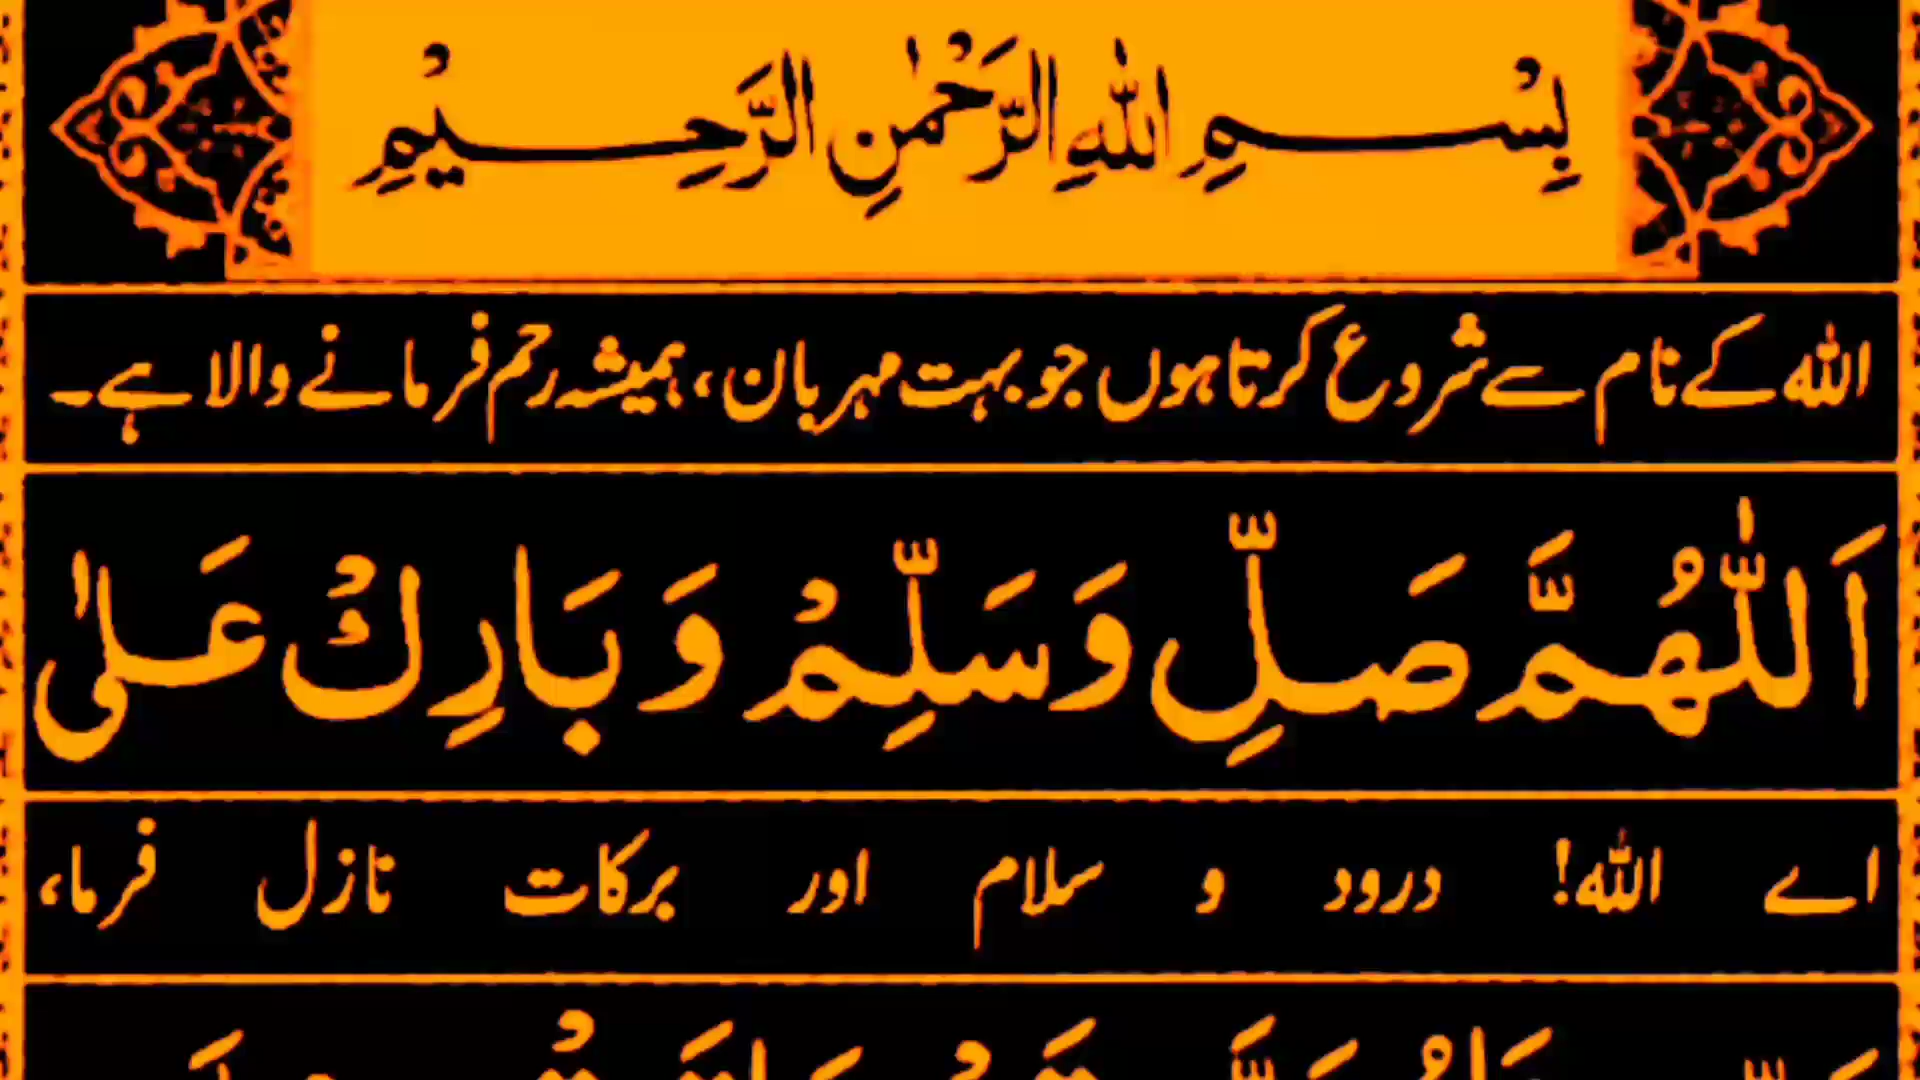 بِسْمِ اللهِ الرَّحْمٰنِ الرَّحِيْمِ
اللہ کے نام سے شروع کرتا ہوں جو بہت مہربان، ہمیشہ رحم فرمانے والا ہے۔
اَللّٰهُمَّ صَلِّ وَسَلِّمْ وَبَارِكْ عَلٰى
اے اللہ! درود و سلام اور برکات نازل فرما،